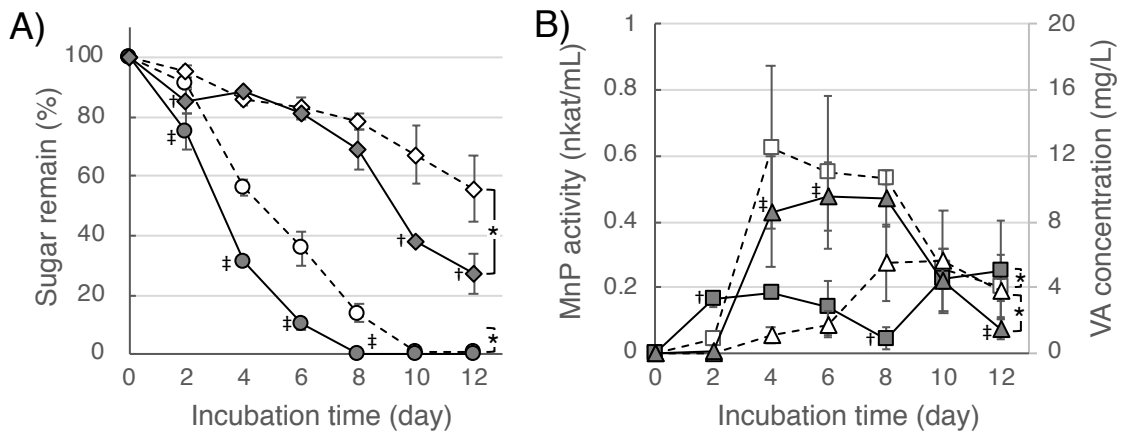 A)
Sugar remain (%)
100
80
60
40
20
0
† ‡ ‡ ‡ ‡ † † * *
0 2 4 6 8 10 12
Incubation time (day)
B)
MnP activity (nkat/mL)
1
0.8
0.6
0.4
0.2
0
† ‡ ‡ † ‡ * *
20
16
12
8
4
0
VA concentration (mg/L)
0 2 4 6 8 10 12
Incubation time (day)